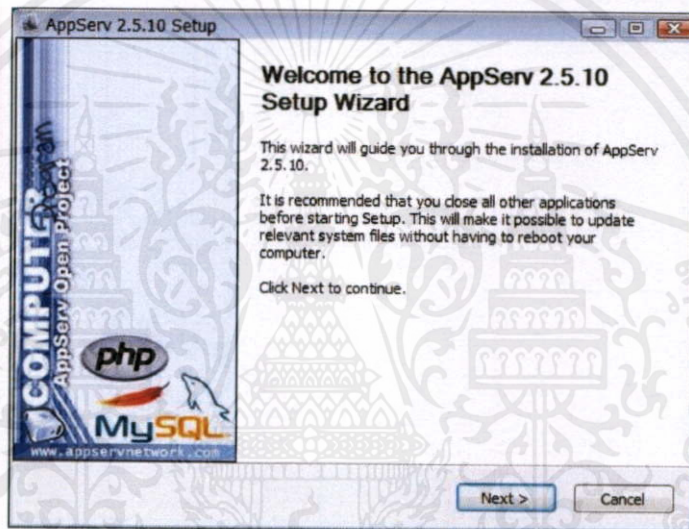 AppServ 2.5.10 Setup
Welcome to the AppServ 2.5.10
Setup Wizard
This wizard will guide you through the installation of AppServ
2.5.10.
It is recommended that you close all other applications
before starting Setup. This will make it possible to update
relevant system files without having to reboot your
computer.
Click Next to continue.
COMPUTER
program
AppServ Open Project
php
MySQL
www.appservnetwork.com
Next >
Cancel